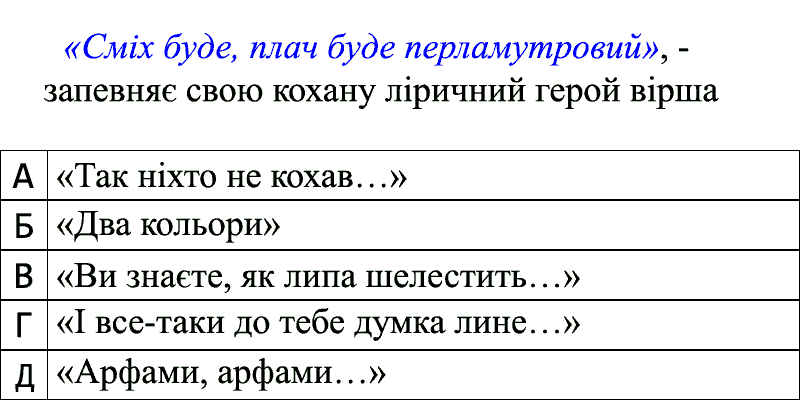 «Сміх буде, плач буде перламутровий», -
запевняє свою кохану ліричний герой вірша
А «Так ніхто не кохав…»
Б «Два кольори»
В «Ви знаєте, як липа шелестить…»
Г «І все-таки до тебе думка лине…»
Д «Арфами, арфами…»